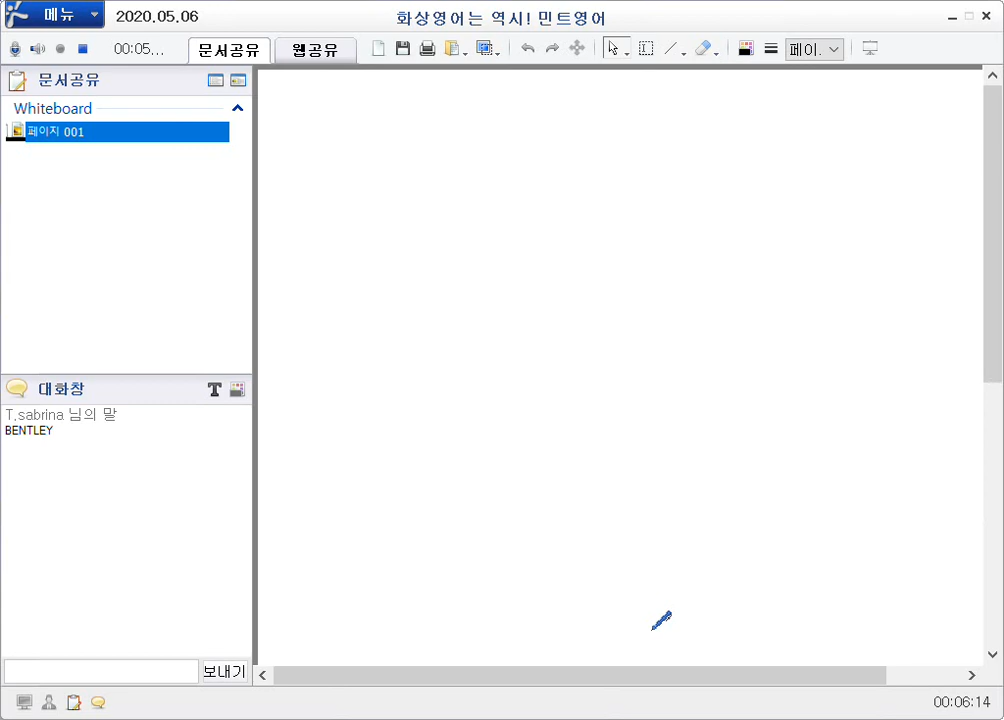 메뉴
2020.05.06
화상영어는 역시! 민트영어
00:05...
문서공유
웹공유
페이.
문서공유
Whiteboard
페이지 001
대화창
T.sabrina 님의 말
BENTLEY
보내기
00:06:14